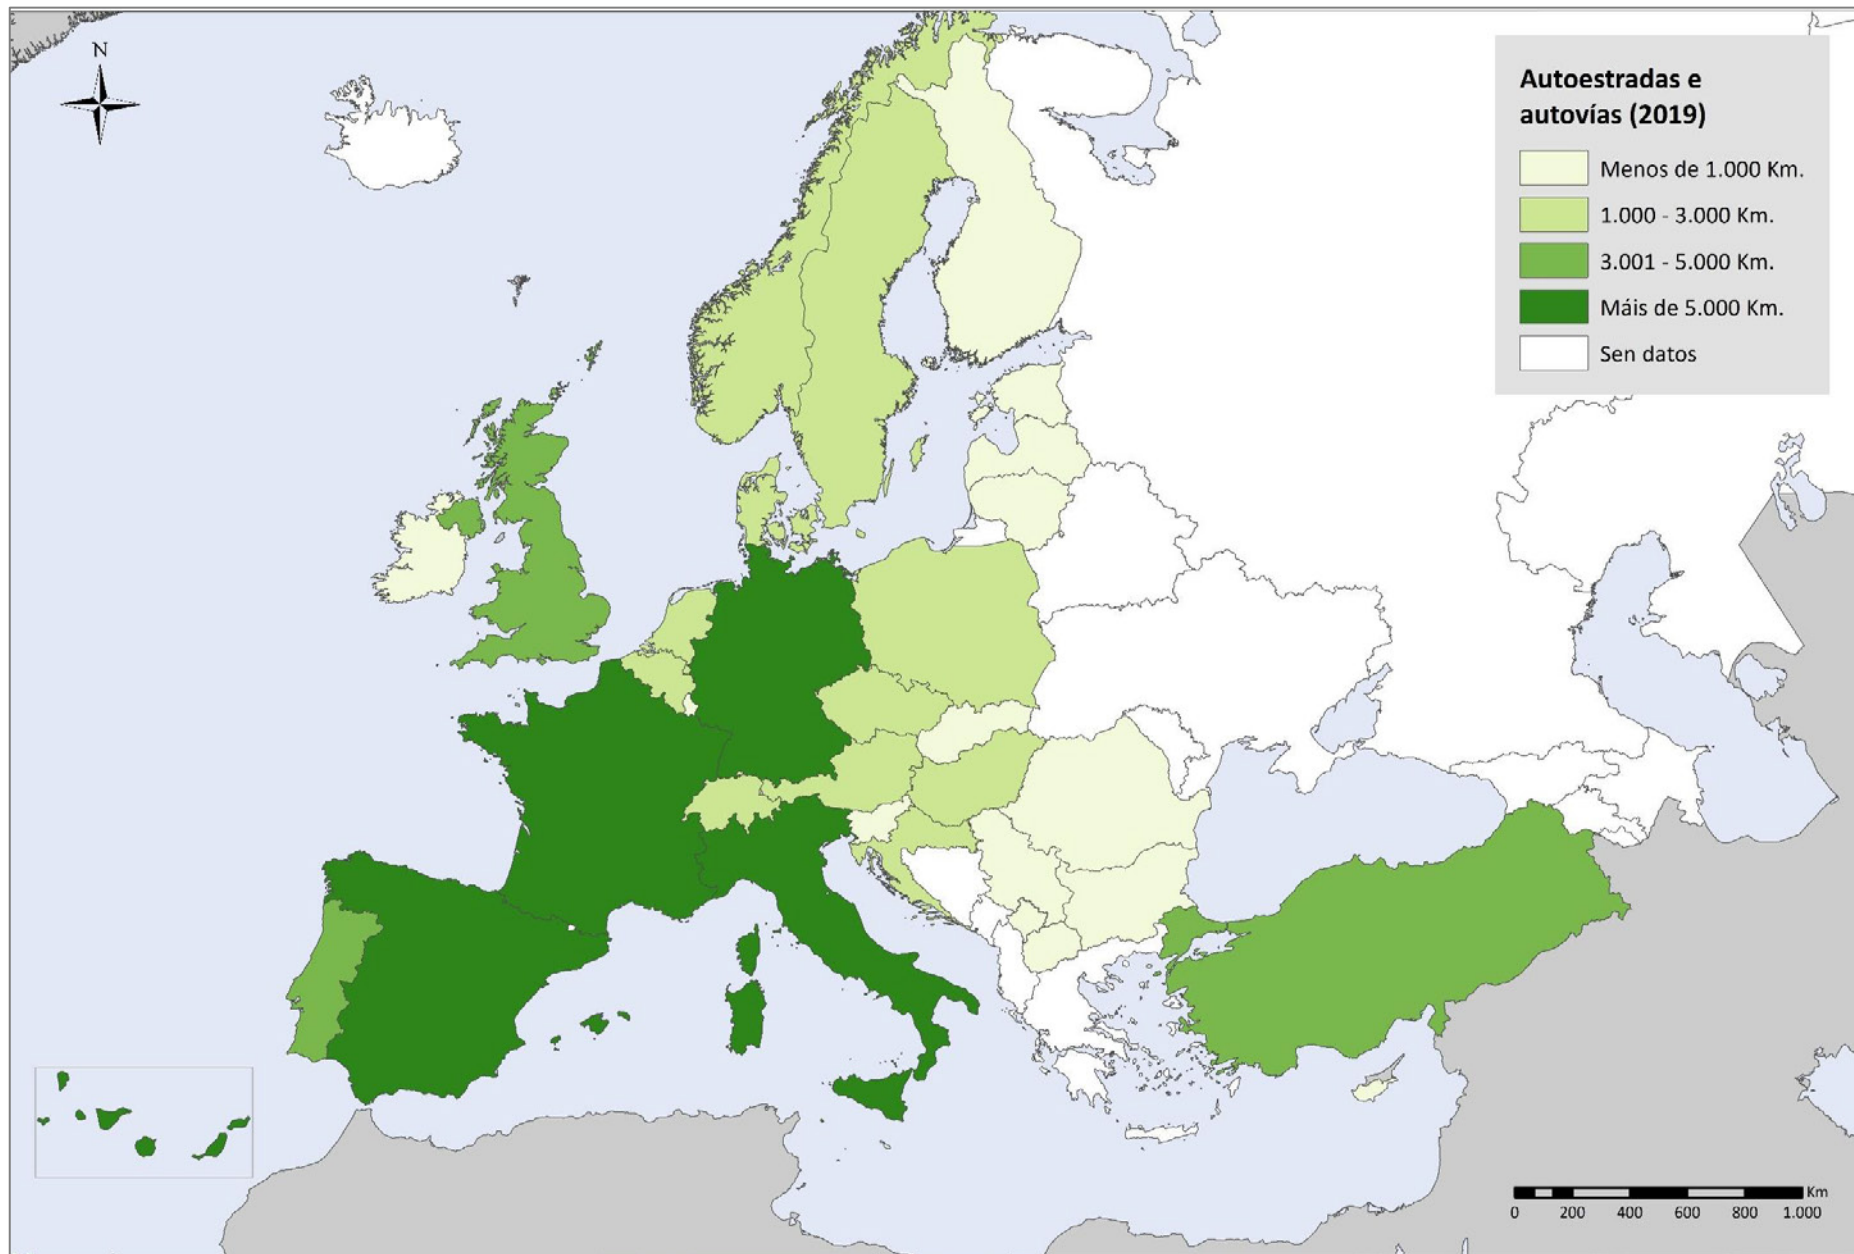 N
Autoestradas e
autovías (2019)
Menos de 1.000 Km.
1.000 - 3.000 Km.
3.001 - 5.000 Km.
Máis de 5.000 Km.
Sen datos
Km
0 200 400 600 800 1.000